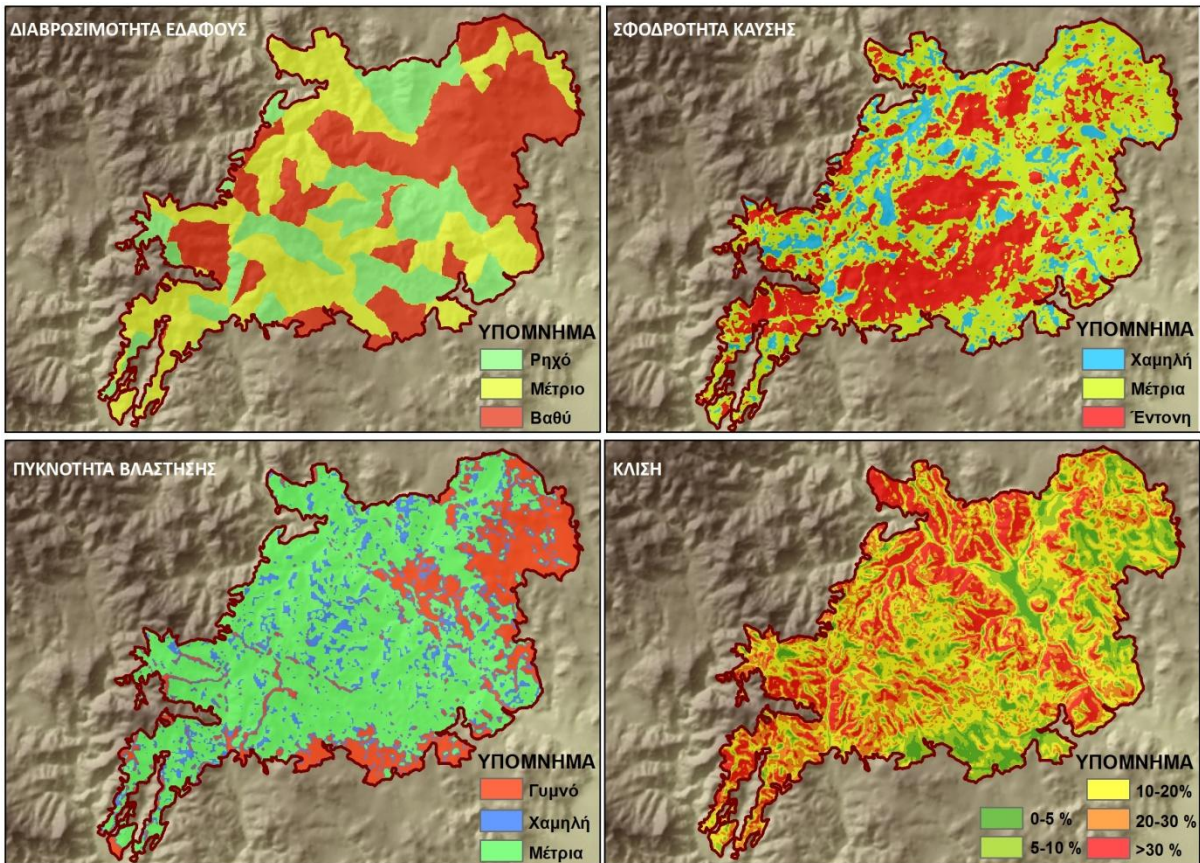 ΔΙΑΒΡΩΣΙΜΟΤΗΤΑ ΕΔΑΦΟΥΣ
ΥΠΟΜΝΗΜΑ
Ρηχό
Μέτριο
Βαθύ
ΣΦΟΔΡΟΤΗΤΑ ΚΑΥΣΗΣ
ΥΠΟΜΝΗΜΑ
Χαμηλή
Μέτρια
Έντονη
ΠΥΚΝΟΤΗΤΑ ΒΛΑΣΤΗΣΗΣ
ΥΠΟΜΝΗΜΑ
Γυμνό
Χαμηλή
Μέτρια
ΚΛΙΣΗ
ΥΠΟΜΝΗΜΑ
0-5 %
5-10 %
10-20%
20-30 %
>30 %